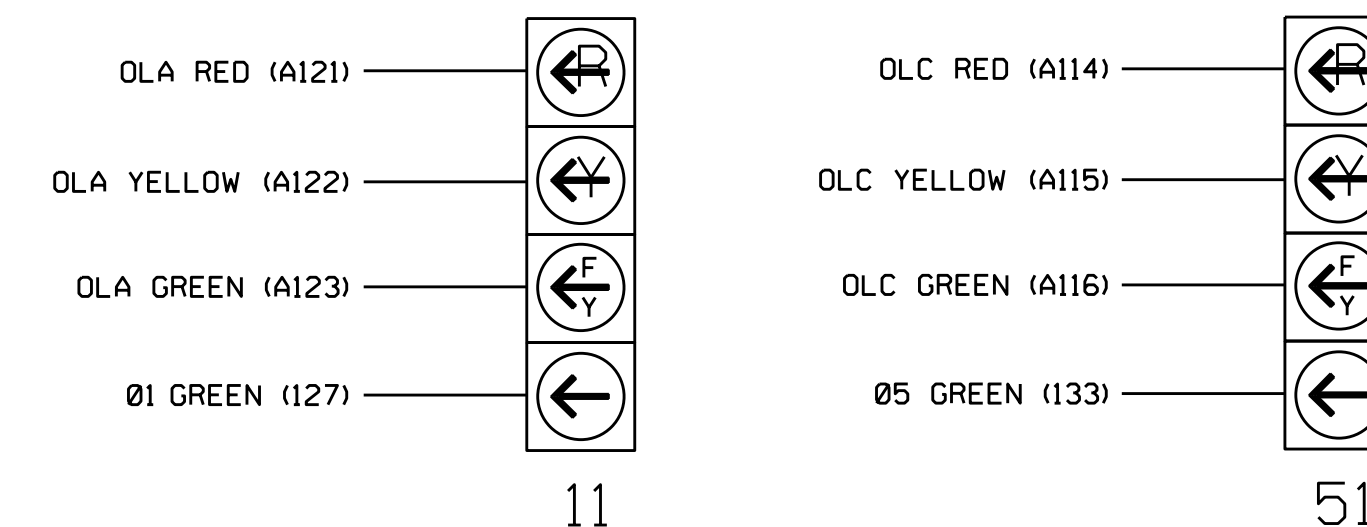 OLA RED (A121)
R
OLA YELLOW (A122)
Y
OLA GREEN (A123)
F
Y
Ø1 GREEN (127)
11
OLC RED (A114)
R
OLC YELLOW (A115)
Y
OLC GREEN (A116)
F
Y
Ø5 GREEN (133)
51